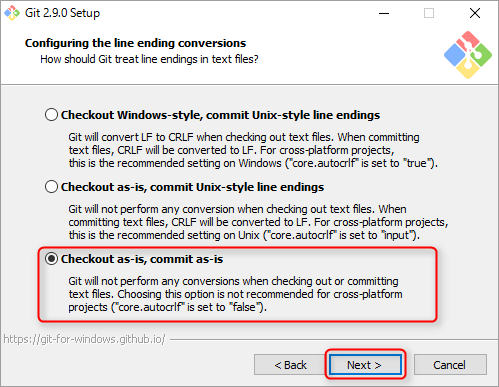 Git 2.9.0 Setup
Configuring the line ending conversions
How should Git treat line endings in text files?
Checkout Windows-style, commit Unix-style line endings
Git will convert LF to CRLF when checking out text files. When committing
text files, CRLF will be converted to LF. For cross-platform projects,
this is the recommended setting on Windows ("core.autocrlf" is set to "true").
Checkout as-is, commit Unix-style line endings
Git will not perform any conversion when checking out text files. When
committing text files, CRLF will be converted to LF. For cross-platform projects,
this is the recommended setting on Unix ("core.autocrlf" is set to "input").
Checkout as-is, commit as-is
Git will not perform any conversions when checking out or committing
text files. Choosing this option is not recommended for cross-platform
projects ("core.autocrlf" is set to "false").
https://git-for-windows.github.io/
< Back
Next >
Cancel